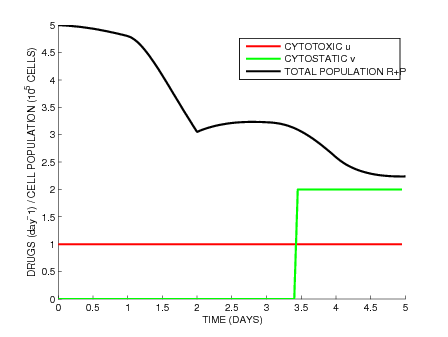 5
4.5
4
3.5
3
2.5
2
1.5
1
0.5
0
DRUGS (day⁻1) / CELL POPULATION (10⁵ CELLS)
CYTOTOXIC u
CYTOSTATIC v
TOTAL POPULATION R+P
0 0.5 1 1.5 2 2.5 3 3.5 4 4.5 5
TIME (DAYS)